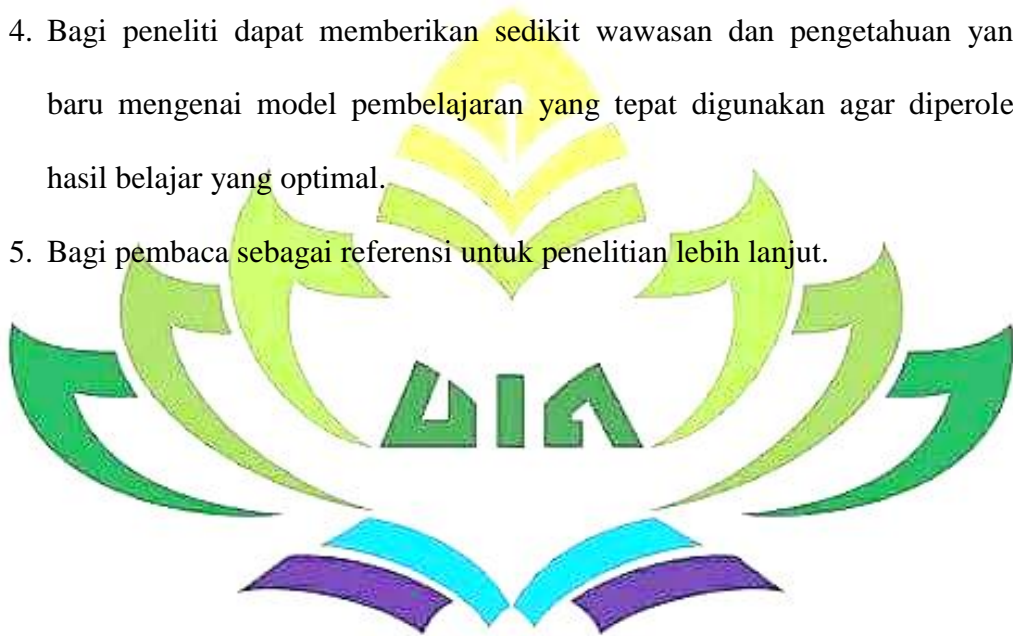 4. Bagi peneliti dapat memberikan sedikit wawasan dan pengetahuan yan
baru mengenai model pembelajaran yang tepat digunakan agar diperole
hasil belajar yang optimal.
5. Bagi pembaca sebagai referensi untuk penelitian lebih lanjut.
UIN